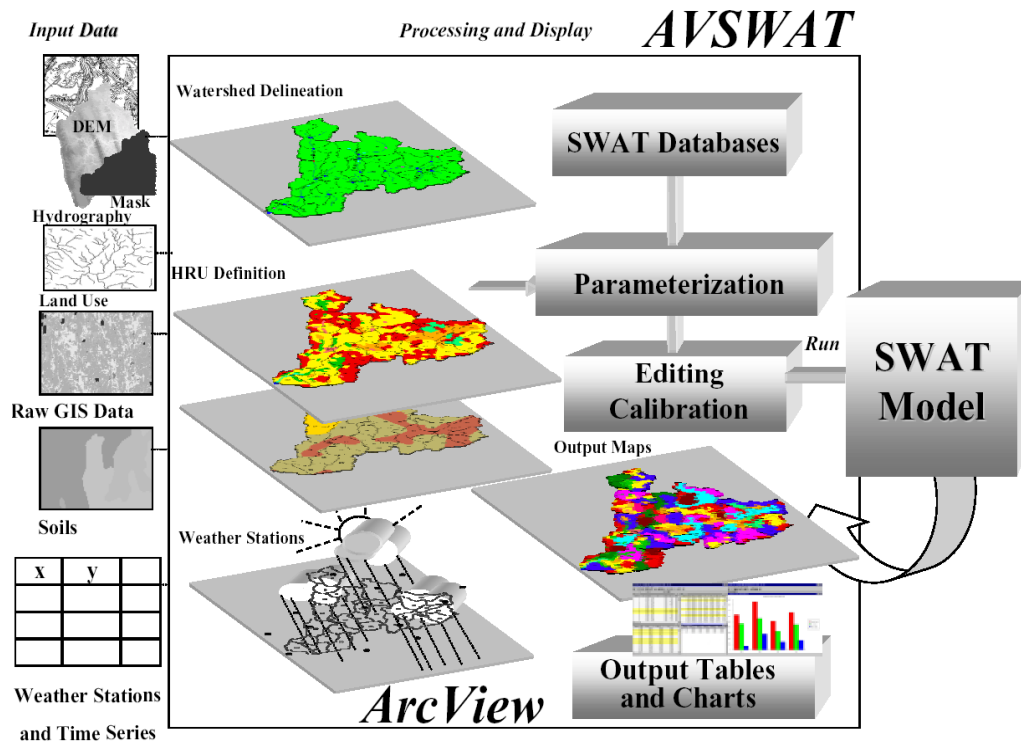 Input Data
Processing and Display
AVSWAT
DEM
Mask
Hydrography
Land Use
Raw GIS Data
Soils
x y
Weather Stations
and Time Series
Watershed Delineation
HRU Definition
Weather Stations
SWAT Databases
Parameterization
Editing
Calibration
Run
SWAT
Model
Output Maps
Output Tables
and Charts
ArcView